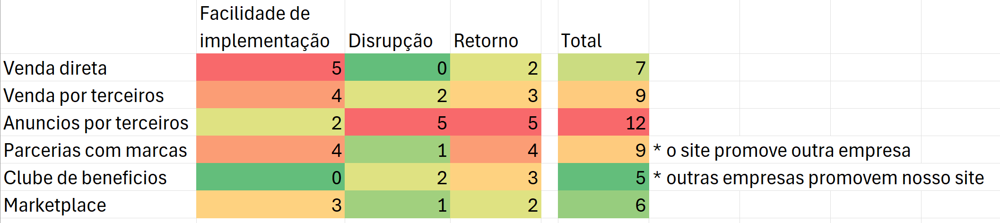 Facilidade de
implementação Disrupção Retorno Total
Venda direta 5 0 2 7
Venda por terceiros 4 2 3 9
Anuncios por terceiros 2 5 5 12
Parcerias com marcas 4 1 4 9 * o site promove outra empresa
Clube de beneficios 0 2 3 5 * outras empresas promovem nosso site
Marketplace 3 1 2 6